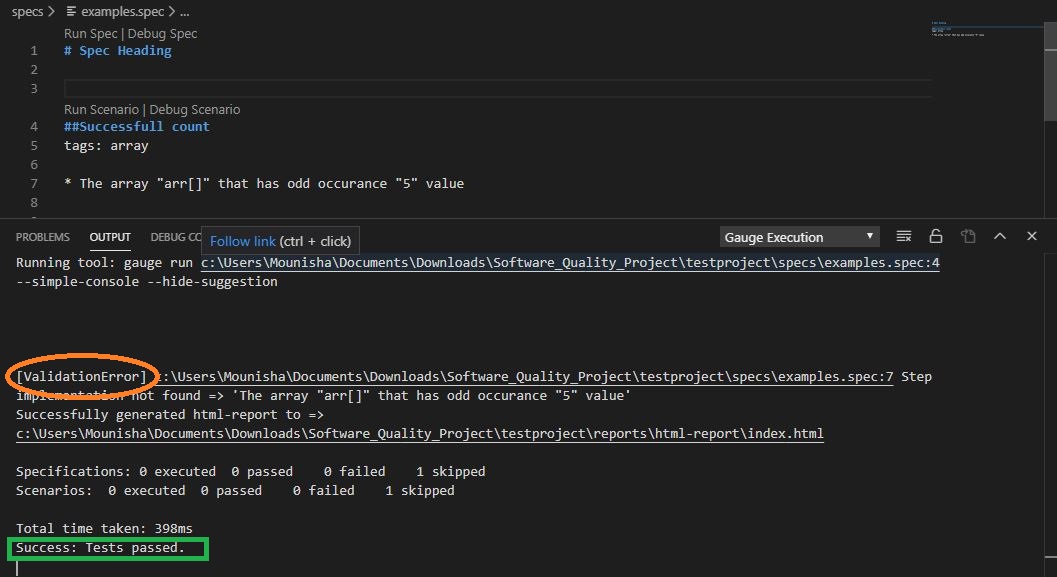 specs > examples.spec > ...
Run Spec | Debug Spec
1 # Spec Heading
2
3
Run Scenario | Debug Scenario
4 ##Successfull count
5 tags: array
6
7 * The array "arr[]" that has odd occurance "5" value
8
PROBLEMS OUTPUT DEBUG CO Follow link (ctrl + click) Gauge Execution
Running tool: gauge run c:\Users\Mounisha\Documents\Downloads\Software_Quality_Project\testproject\specs\examples.spec:4
--simple-console --hide-suggestion
[ValidationError] c:\Users\Mounisha\Documents\Downloads\Software_Quality_Project\testproject\specs\examples.spec:7 Step
implementation not found => 'The array "arr[]" that has odd occurance "5" value'
Successfully generated html-report to =>
c:\Users\Mounisha\Documents\Downloads\Software_Quality_Project\testproject\reports\html-report\index.html
Specifications: 0 executed 0 passed 0 failed 1 skipped
Scenarios: 0 executed 0 passed 0 failed 1 skipped
Total time taken: 398ms
Success: Tests passed.